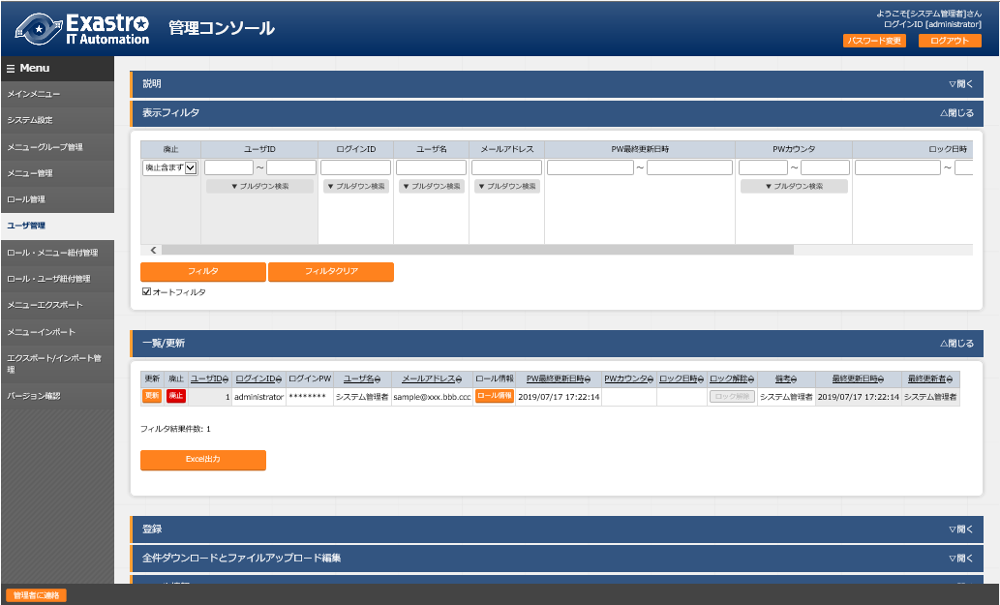 Exastro
IT Automation
管理コンソール
ようこそ[システム管理者]さん
ログインID [administrator]
パスワード変更 ログアウト
☰ Menu
メインメニュー
システム設定
メニューグループ管理
メニュー管理
ロール管理
ユーザ管理
ロール・メニュー紐付管理
ロール・ユーザ紐付管理
メニューエクスポート
メニューインポート
エクスポート/インポート管
理
バージョン確認
説明 ▽開く
表示フィルタ △閉じる
廃止 ユーザID ログインID ユーザ名 メールアドレス PW最終更新日時 PWカウンタ ロック日時
廃止含まず ～ ～ ～ ～
▼ プルダウン検索 ▼ プルダウン検索 ▼ プルダウン検索 ▼ プルダウン検索 ▼ プルダウン検索
フィルタ フィルタクリア
オートフィルタ
一覧/更新 △閉じる
更新 廃止 ユーザID ログインID ログインPW ユーザ名 メールアドレス ロール情報 PW最終更新日時 PWカウンタ ロック日時 ロック解除 備考 最終更新日時 最終更新者
更新 廃止 1 administrator ******** システム管理者 sample@xxx.bbb.ccc ロール情報 2019/07/17 17:22:14 ロック解除 システム管理者 2019/07/17 17:22:14 システム管理者
フィルタ結果件数: 1
Excel出力
登録 ▽開く
全件ダウンロードとファイルアップロード編集 ▽開く
管理者に連絡